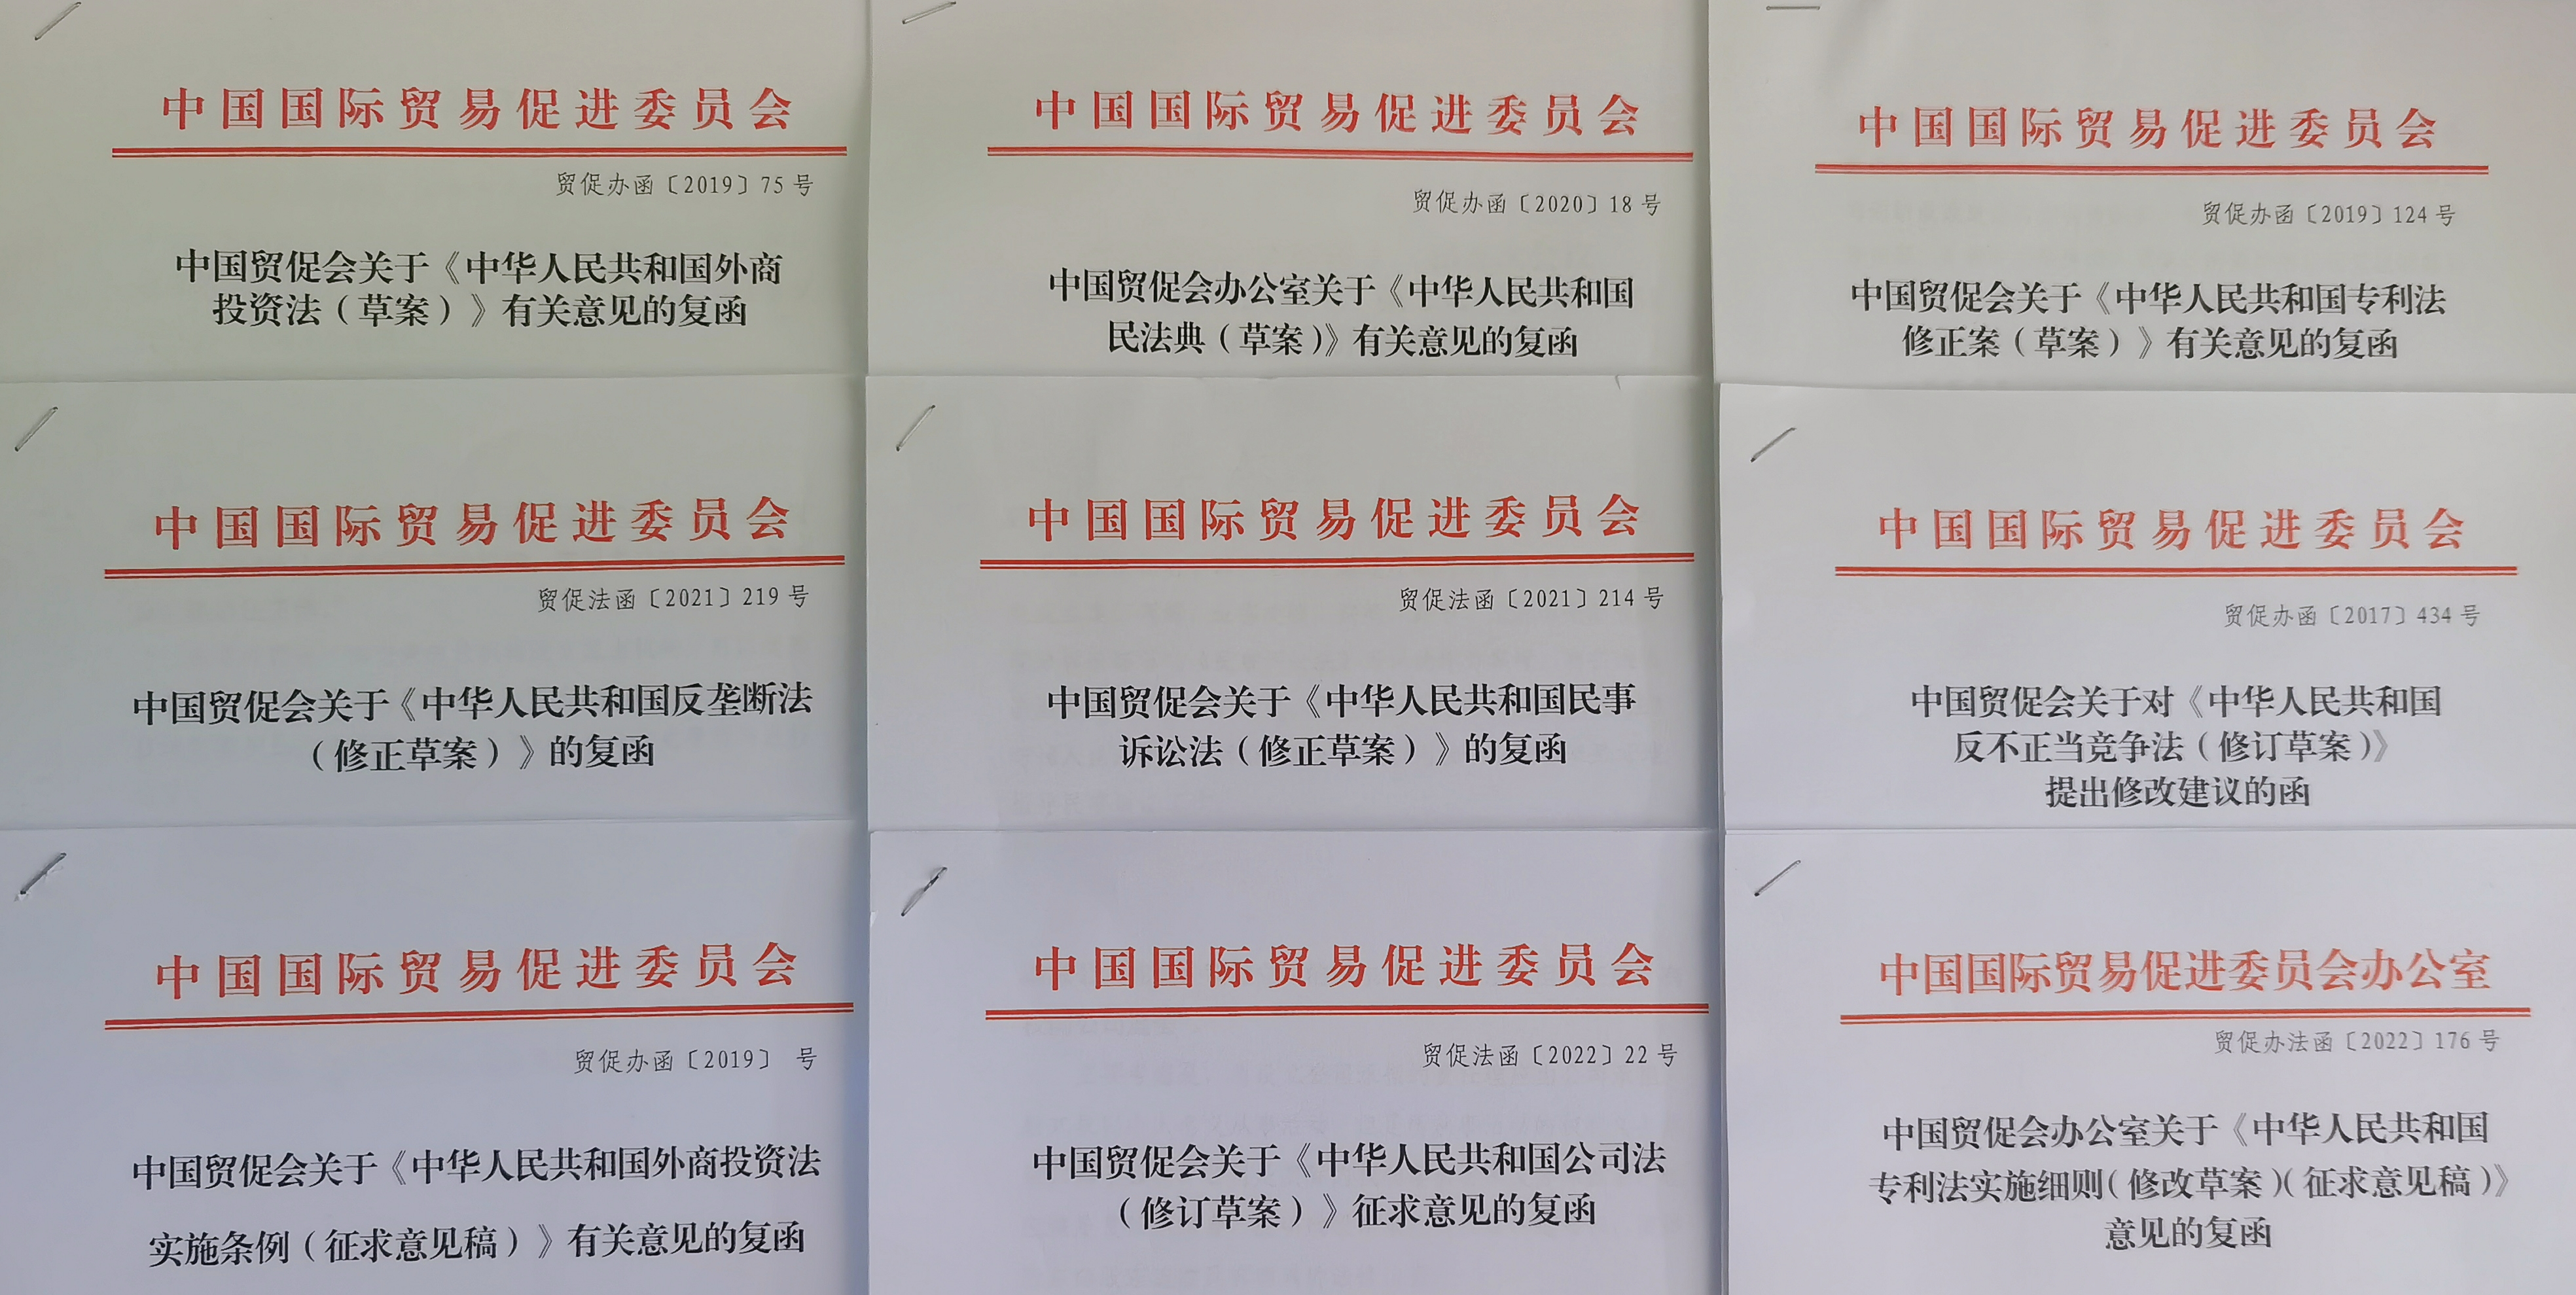 中国国际贸易促进委员会
贸促办函〔2019〕75 号
中国贸促会关于《中华人民共和国外商
投资法（草案）》有关意见的复函
中国国际贸易促进委员会
贸促办函〔2020〕18 号
中国贸促会办公室关于《中华人民共和国
民法典（草案）》有关意见的复函
中国国际贸易促进委员会
贸促办函〔2019〕124 号
中国贸促会关于《中华人民共和国专利法
修正案（草案）》有关意见的复函
中国国际贸易促进委员会
贸促法函〔2021〕219 号
中国贸促会关于《中华人民共和国反垄断法
（修正草案）》的复函
中国国际贸易促进委员会
贸促法函〔2021〕214 号
中国贸促会关于《中华人民共和国民事
诉讼法（修正草案）》的复函
中国国际贸易促进委员会
贸促办函〔2017〕434 号
中国贸促会关于对《中华人民共和国
反不正当竞争法（修订草案）》
提出修改建议的函
中国国际贸易促进委员会
贸促办函〔2019〕 号
中国贸促会关于《中华人民共和国外商投资法
实施条例（征求意见稿）》有关意见的复函
中国国际贸易促进委员会
贸促法函〔2022〕22 号
中国贸促会关于《中华人民共和国公司法
（修订草案）》征求意见的复函
中国国际贸易促进委员会办公室
贸促办法函〔2022〕176 号
中国贸促会办公室关于《中华人民共和国
专利法实施细则（修改草案）（征求意见稿）》
意见的复函